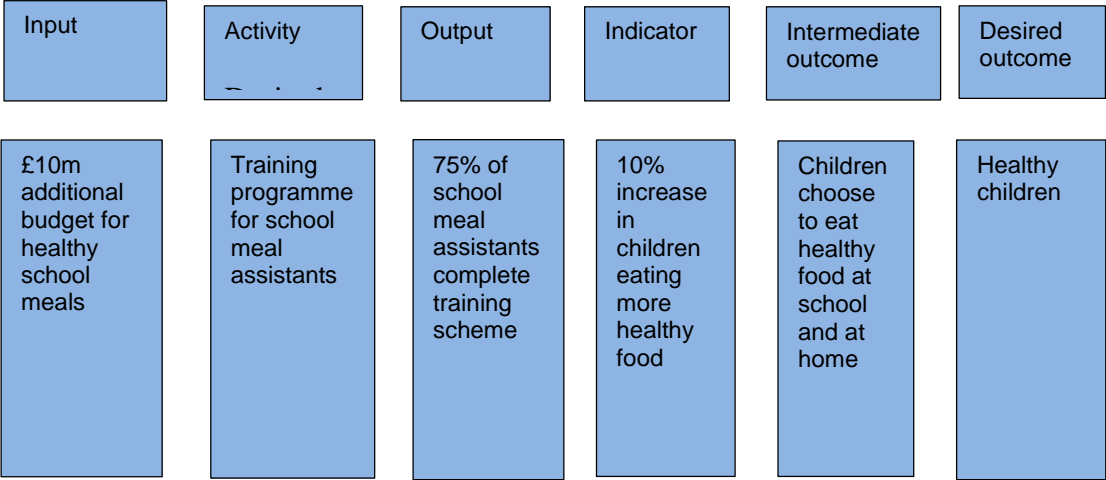 Input
Activity
Output
Indicator
Intermediate
outcome
Desired
outcome
£10m
additional
budget for
healthy
school
meals
Training
programme
for school
meal
assistants
75% of
school
meal
assistants
complete
training
scheme
10%
increase
in
children
eating
more
healthy
food
Children
choose
to eat
healthy
food at
school
and at
home
Healthy
children